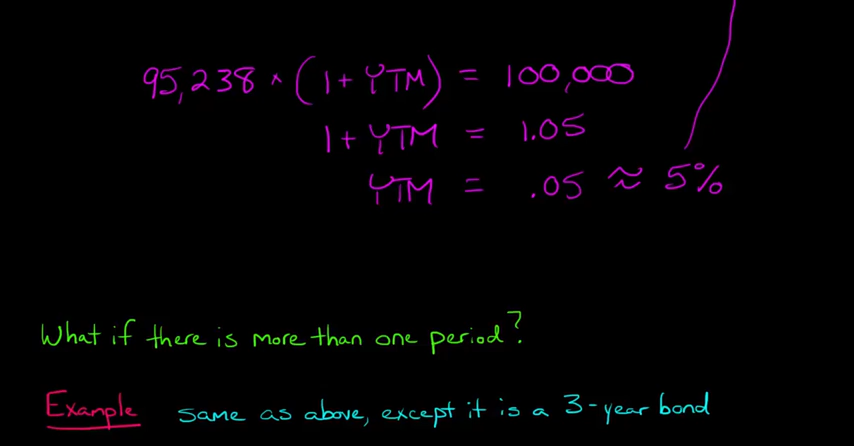 95,238 × (1 + YTM) = 100,000
1 + YTM = 1.05
YTM = .05 ≈ 5%
What if there is more than one period?
Example same as above, except it is a 3-year bond